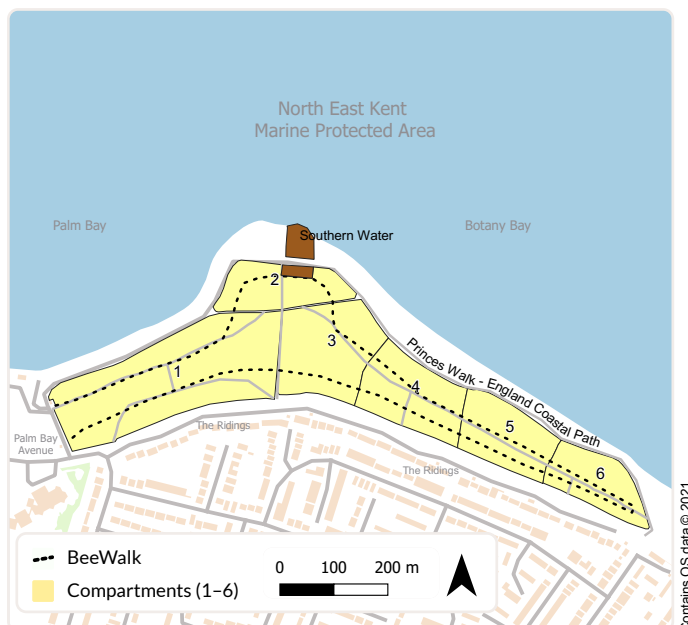 North East Kent
Marine Protected Area
Palm Bay
Botany Bay
Southern Water
2
3
1
Princes Walk - England Coastal Path
4
5
6
The Ridings
Palm Bay
Avenue
The Ridings
BeeWalk
Compartments (1–6)
0 100 200 m
Contains OS data © 2021